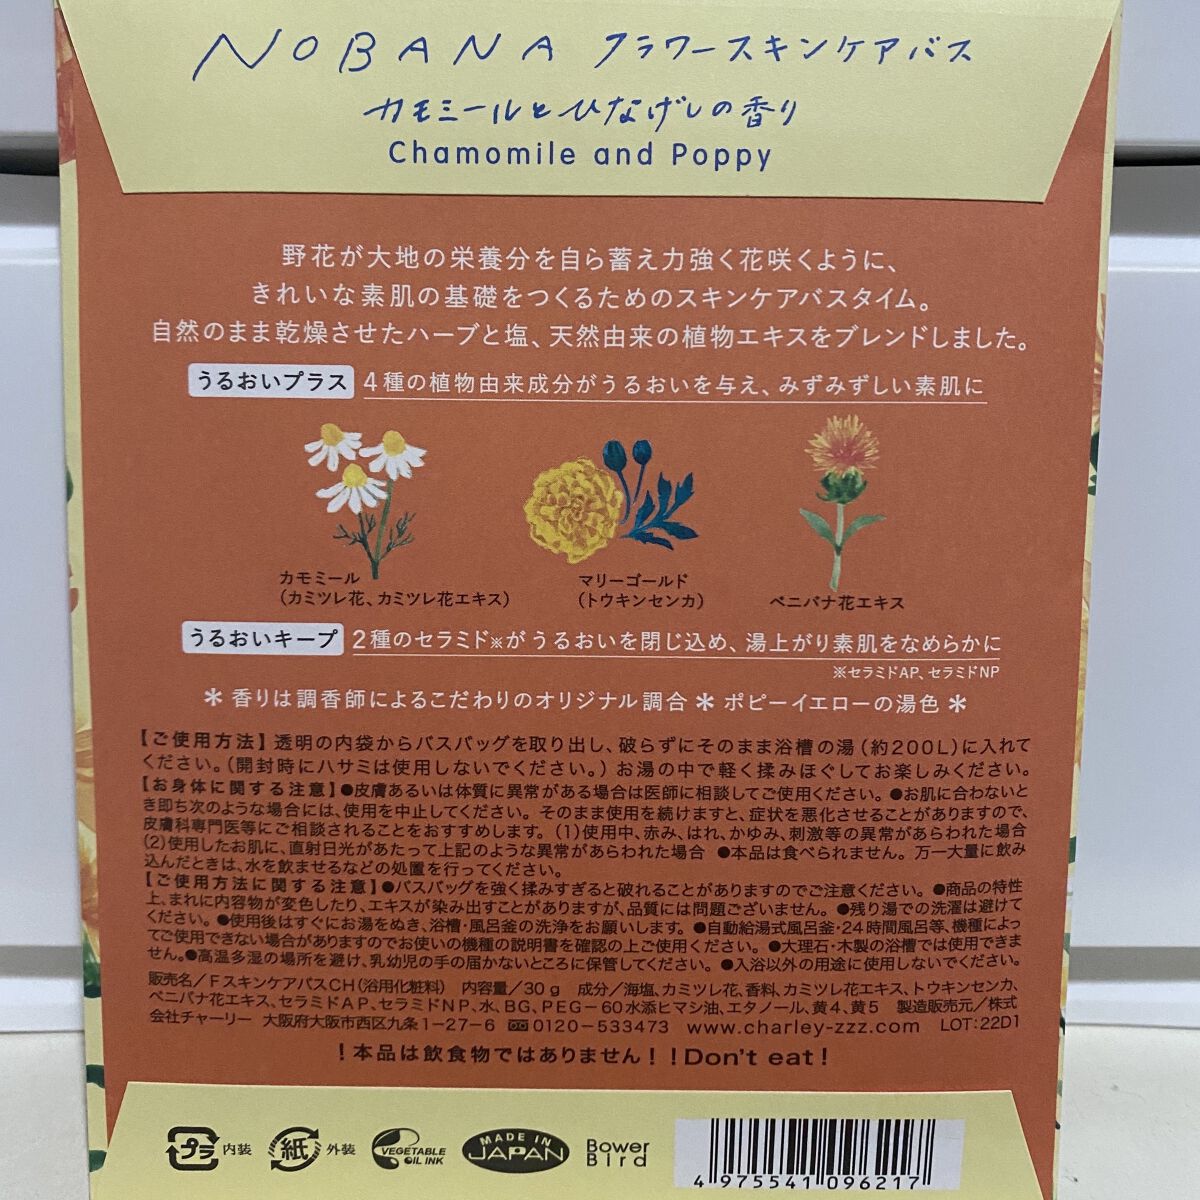 NOBANA フラワースキンケアバス
カモミールとひなげしの香り
Chamomile and Poppy
野花が大地の栄養分を自ら蓄え力強く花咲くように、
きれいな素肌の基礎をつくるためのスキンケアバスタイム。
自然のまま乾燥させたハーブと塩、天然由来の植物エキスをブレンドしました。
うるおいプラス 4種の植物由来成分がうるおいを与え、みずみずしい素肌に
カモミール
(カミツレ花、カミツレ花エキス)
マリーゴールド
(トウキンセンカ)
ベニバナ花エキス
うるおいキープ 2種のセラミド※がうるおいを閉じ込め、湯上がり素肌をなめらかに
※セラミドAP、セラミドNP
＊香りは調香師によるこだわりのオリジナル調合＊ポピーイエローの湯色＊
【ご使用方法】透明の内袋からバスバッグを取り出し、破らずにそのまま浴槽の湯(約200L)に入れて
ください。(開封時にハサミは使用しないでください。)お湯の中で軽く揉みほぐしてお楽しみください。
【お身体に関する注意】●皮膚あるいは体質に異常がある場合は医師に相談してご使用ください。●お肌に合わないと
き即ち次のような場合には、使用を中止してください。そのまま使用を続けますと、症状を悪化させることがありますので、
皮膚科専門医等にご相談されることをおすすめします。(1)使用中、赤み、はれ、かゆみ、刺激等の異常があらわれた場合
(2)使用したお肌に、直射日光があたって上記のような異常があらわれた場合 ●本品は食べられません。万一大量に飲み
込んだときは、水を飲ませるなどの処置を行ってください。
【ご使用方法に関する注意】●バスバッグを強く揉みすぎると破れることがありますのでご注意ください。●商品の特性
上、まれに内容物が変色したり、エキスが染み出すことがありますが、品質には問題ございません。●残り湯での洗濯は避けて
ください。●使用後はすぐにお湯をぬき、浴槽・風呂釜の洗浄をお願いします。●自動給湯式風呂釜・24時間風呂等、機種によっ
てご使用できない場合がありますのでお使いの機種の説明書を確認の上ご使用ください。●大理石・木製の浴槽では使用できま
せん。●高温多湿の場所を避け、乳幼児の手の届かないところに保管してください。●入浴以外の用途に使用しないでください。
販売名／FスキンケアバスCH(浴用化粧料) 内容量／30g 成分／海塩、カミツレ花、香料、カミツレ花エキス、トウキンセンカ、
ベニバナ花エキス、セラミドAP、セラミドNP、水、BG、PEG-60水添ヒマシ油、エタノール、黄4、黄5 製造販売元／株式
会社チャーリー 大阪府大阪市西区九条1-27-6 0120-533473 www.charley-zzz.com LOT:22D1
！本品は飲食物ではありません！！Don't eat！
プラ 内装 紙 外装 VEGETABLE OIL INK MADE IN JAPAN Bower Bird
4 975541 096217